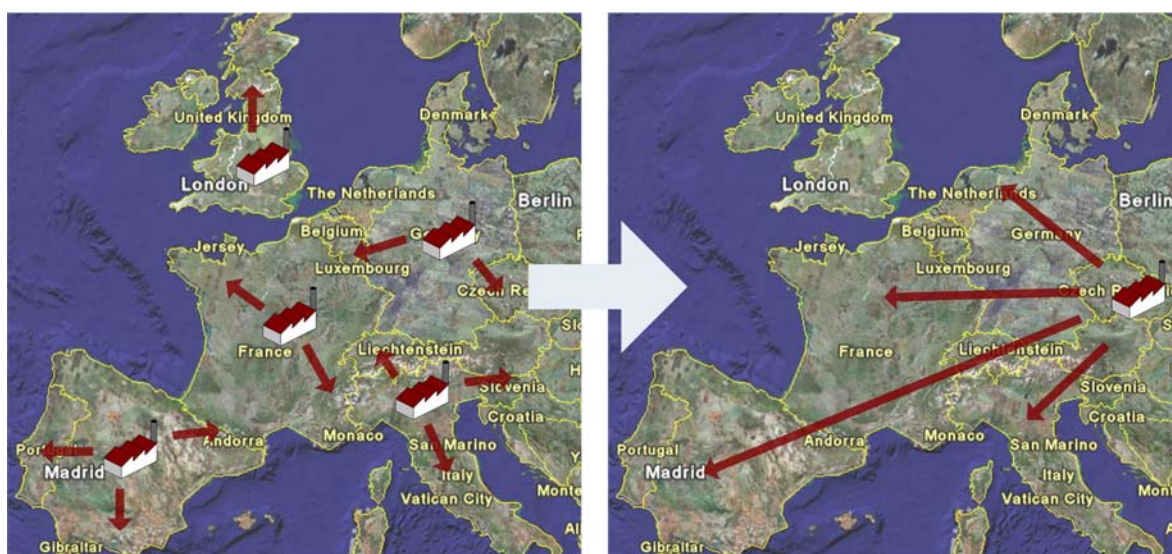 United Kingdom
Denmark
London
The Netherlands
Berlin
Belgium
Jersey
Luxembourg
Liechtenstein
France
Slovenia
Croatia
Andorra
Monaco
San Marino
Madrid
Italy
Vatican City
Gibraltar
United Kingdom
Denmark
London
The Netherlands
Berlin
Belgium
Germany
Jersey
Luxembourg
Liechtenstein
France
Slovenia
Croatia
Andorra
Monaco
San Marino
Portugal
Madrid
Italy
Vatican City
Gibraltar